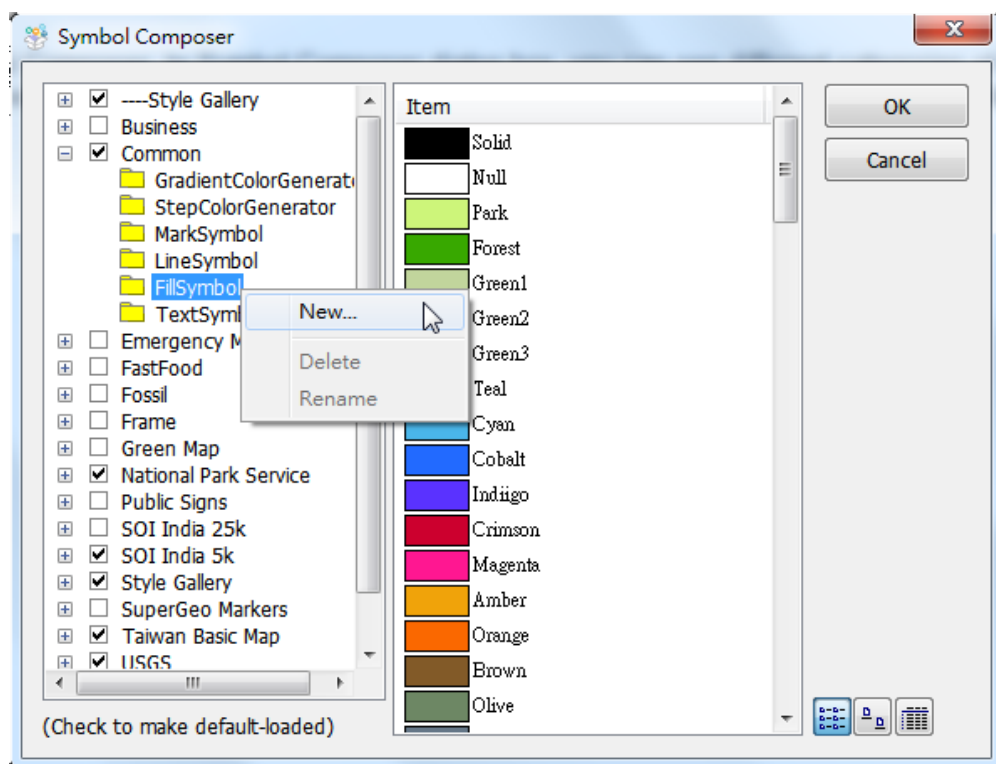 Symbol Composer
----Style Gallery
Business
Common
GradientColorGenerat
StepColorGenerator
MarkSymbol
LineSymbol
FillSymbol
TextSym
Emergency M
FastFood
Fossil
Frame
Green Map
National Park Service
Public Signs
SOI India 25k
SOI India 5k
Style Gallery
SuperGeo Markers
Taiwan Basic Map
USGS
(Check to make default-loaded)
New...
Delete
Rename
Item
Solid
Null
Park
Forest
Green1
Green2
Green3
Teal
Cyan
Cobalt
Indiigo
Crimson
Magenta
Amber
Orange
Brown
Olive
OK
Cancel